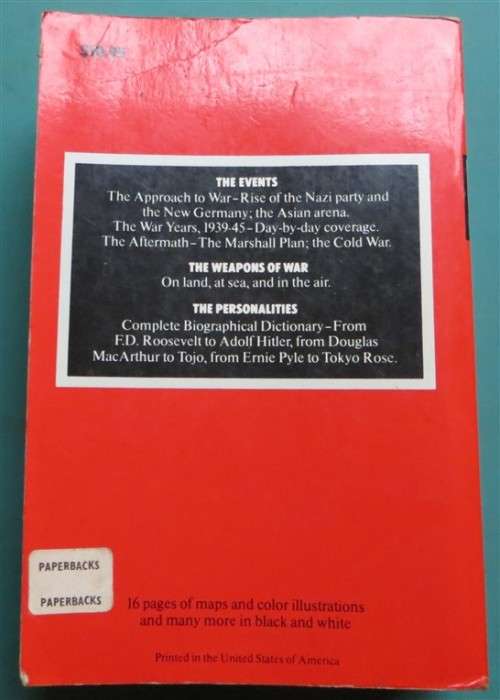 $10.95
THE EVENTS
The Approach to War–Rise of the Nazi party and
the New Germany; the Asian arena.
The War Years, 1939-45–Day-by-day coverage.
The Aftermath–The Marshall Plan; the Cold War.
THE WEAPONS OF WAR
On land, at sea, and in the air.
THE PERSONALITIES
Complete Biographical Dictionary–From
F.D. Roosevelt to Adolf Hitler, from Douglas
MacArthur to Tojo, from Ernie Pyle to Tokyo Rose.
PAPERBACKS
PAPERBACKS
16 pages of maps and color illustrations
and many more in black and white
Printed in the United States of America